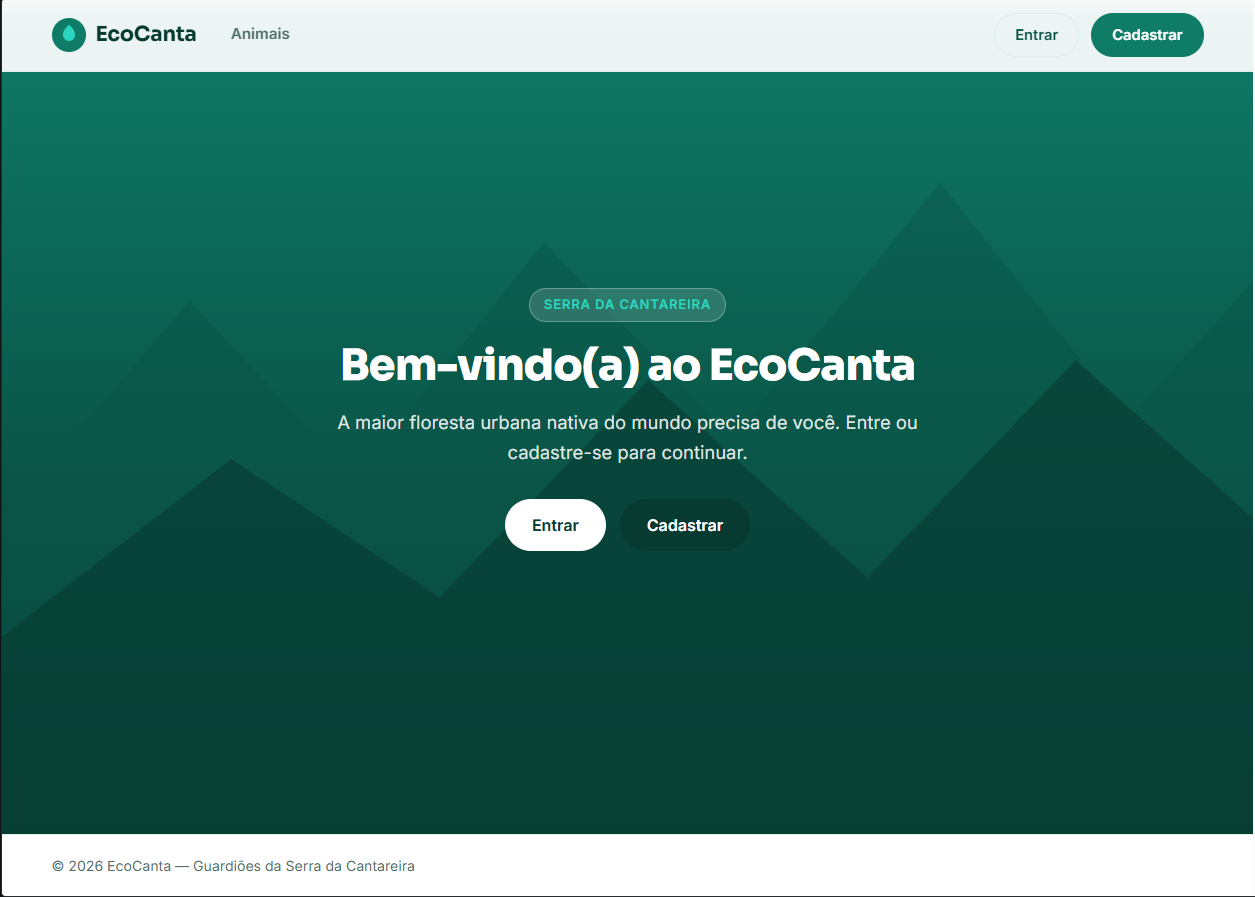 EcoCanta
Animais
Entrar
Cadastrar
SERRA DA CANTAREIRA
Bem-vindo(a) ao EcoCanta
A maior floresta urbana nativa do mundo precisa de você. Entre ou
cadastre-se para continuar.
Entrar
Cadastrar
© 2026 EcoCanta — Guardiões da Serra da Cantareira